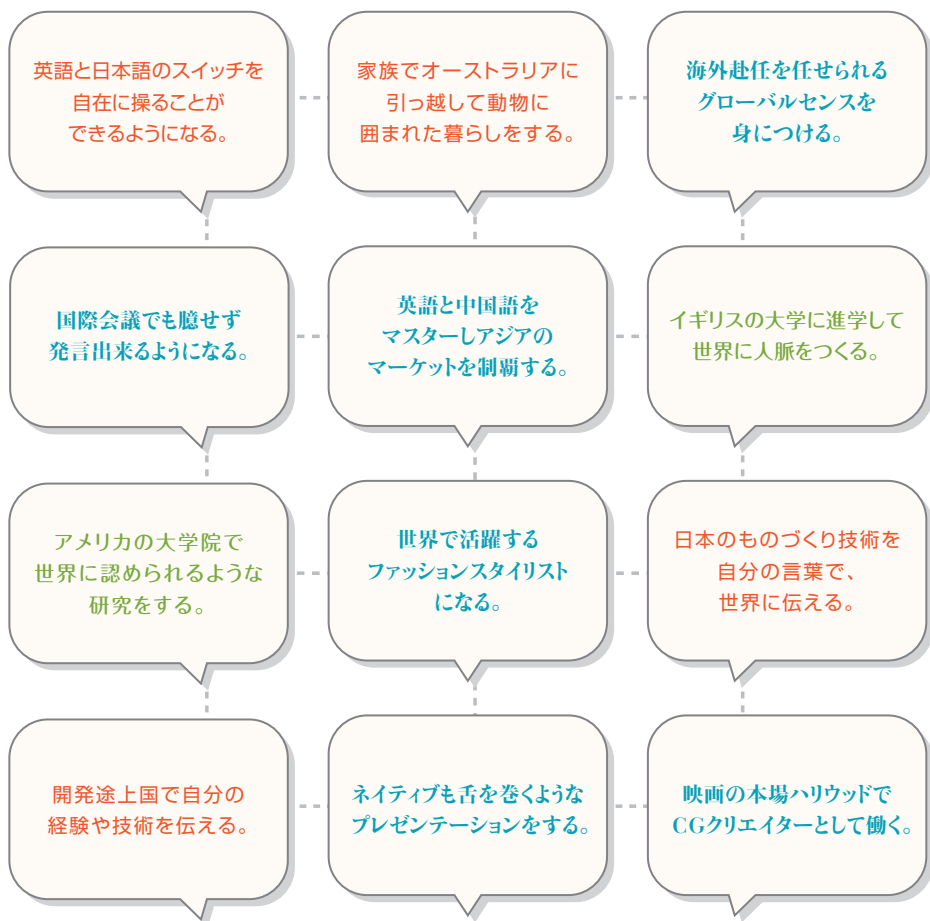 英語と日本語のスイッチを
自在に操ることが
できるようになる。
家族でオーストラリアに
引っ越して動物に
囲まれた暮らしをする。
海外赴任を任せられる
グローバルセンスを
身につける。
国際会議でも臆せず
発言出来るようになる。
英語と中国語を
マスターしアジアの
マーケットを制覇する。
イギリスの大学に進学して
世界に人脈をつくる。
アメリカの大学院で
世界に認められるような
研究をする。
世界で活躍する
ファッションスタイリスト
になる。
日本のものづくり技術を
自分の言葉で、
世界に伝える。
開発途上国で自分の
経験や技術を伝える。
ネイティブも舌を巻くような
プレゼンテーションをする。
映画の本場ハリウッドで
CGクリエイターとして働く。